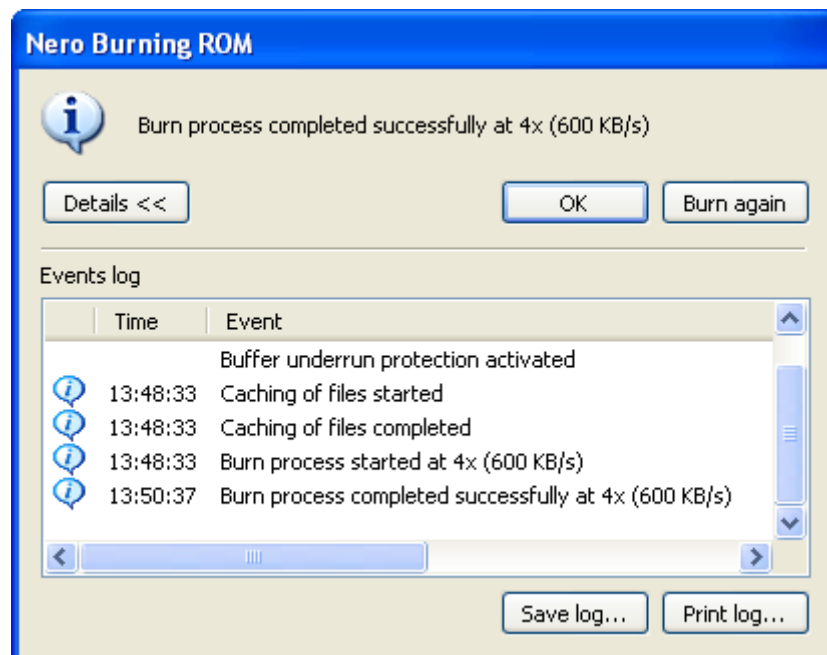 Nero Burning ROM
Burn process completed successfully at 4x (600 KB/s)
Details << OK Burn again
Events log
Time Event
Buffer underrun protection activated
13:48:33 Caching of files started
13:48:33 Caching of files completed
13:48:33 Burn process started at 4x (600 KB/s)
13:50:37 Burn process completed successfully at 4x (600 KB/s)
Save log... Print log...